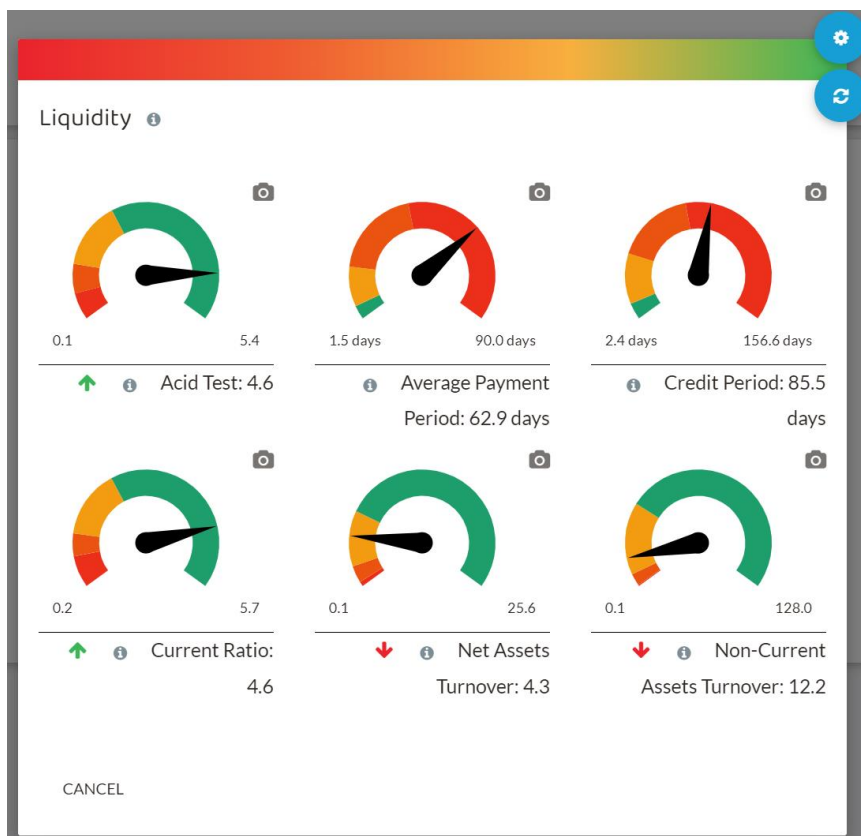 Liquidity
0.1 5.4
1.5 days 90.0 days
2.4 days 156.6 days
Acid Test: 4.6
Average Payment
Period: 62.9 days
Credit Period: 85.5
days
0.2 5.7
0.1 25.6
0.1 128.0
Current Ratio:
4.6
Net Assets
Turnover: 4.3
Non-Current
Assets Turnover: 12.2
CANCEL